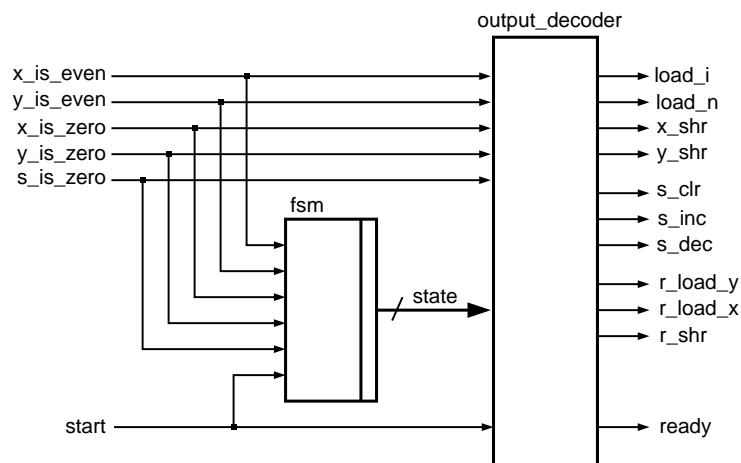 output_decoder
x_is_even
y_is_even
x_is_zero
y_is_zero
s_is_zero
fsm
state
start
load_i
load_n
x_shr
y_shr
s_clr
s_inc
s_dec
r_load_y
r_load_x
r_shr
ready